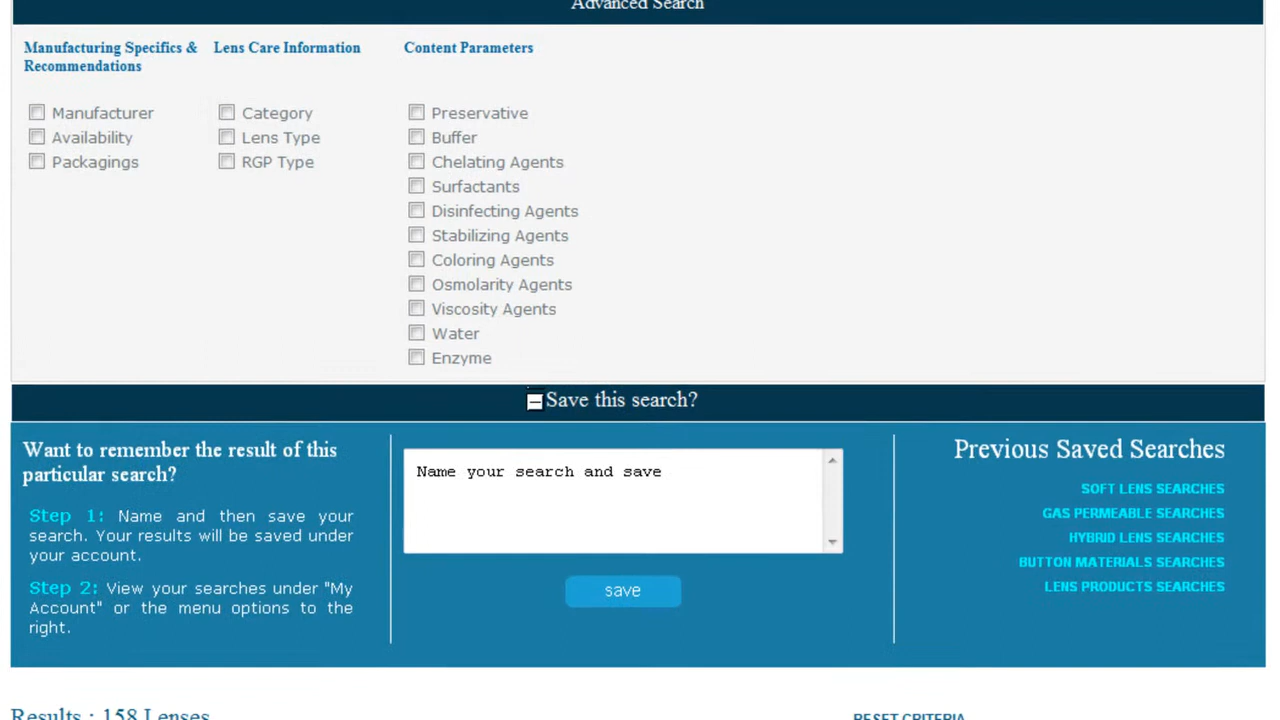 Advanced Search
Manufacturing Specifics &
Recommendations
Manufacturer
Availability
Packagings
Lens Care Information
Category
Lens Type
RGP Type
Content Parameters
Preservative
Buffer
Chelating Agents
Surfactants
Disinfecting Agents
Stabilizing Agents
Coloring Agents
Osmolarity Agents
Viscosity Agents
Water
Enzyme
Save this search?
Want to remember the result of this
particular search?
Step 1: Name and then save your
search. Your results will be saved under
your account.
Step 2: View your searches under "My
Account" or the menu options to the
right.
Name your search and save
save
Previous Saved Searches
SOFT LENS SEARCHES
GAS PERMEABLE SEARCHES
HYBRID LENS SEARCHES
BUTTON MATERIALS SEARCHES
LENS PRODUCTS SEARCHES
Results : 158 Lenses
RESET CRITERIA